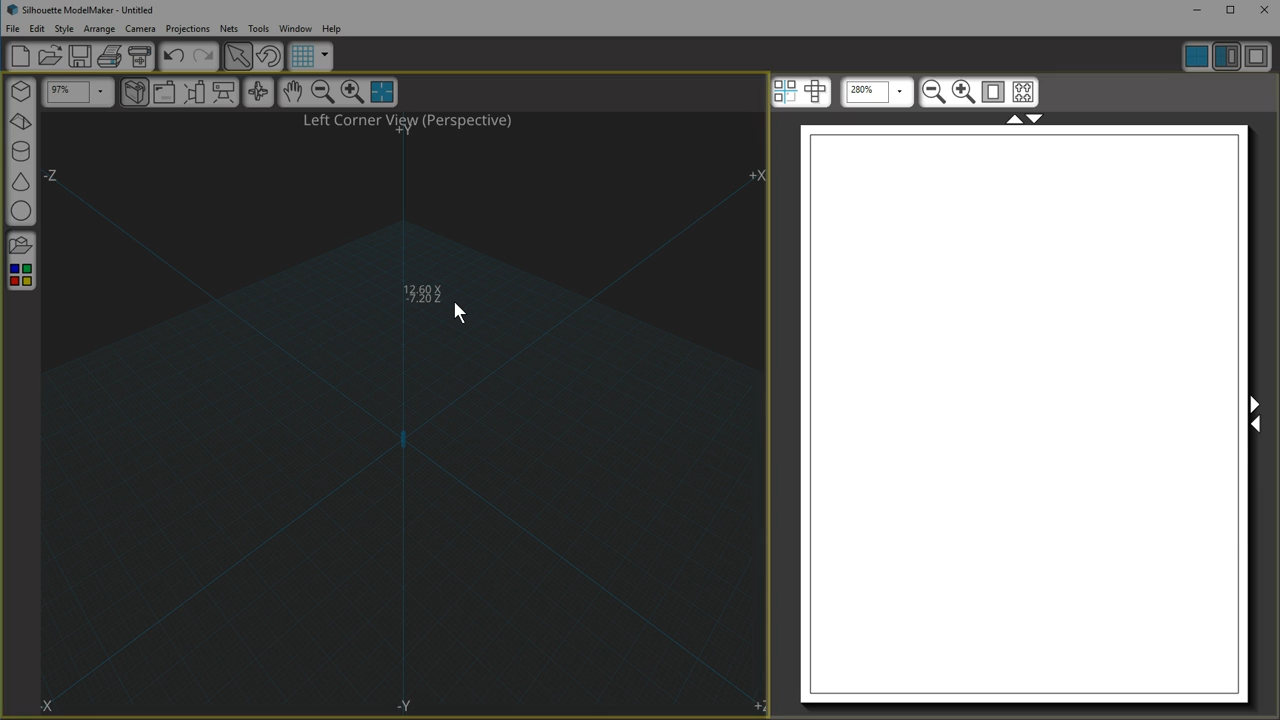 Silhouette ModelMaker - Untitled
File Edit Style Arrange Camera Projections Nets Tools Window Help
97%
280%
Left Corner View (Perspective)
+Y
-Z
+X
12.60 X
-7.20 Z
-X
-Y
+Z